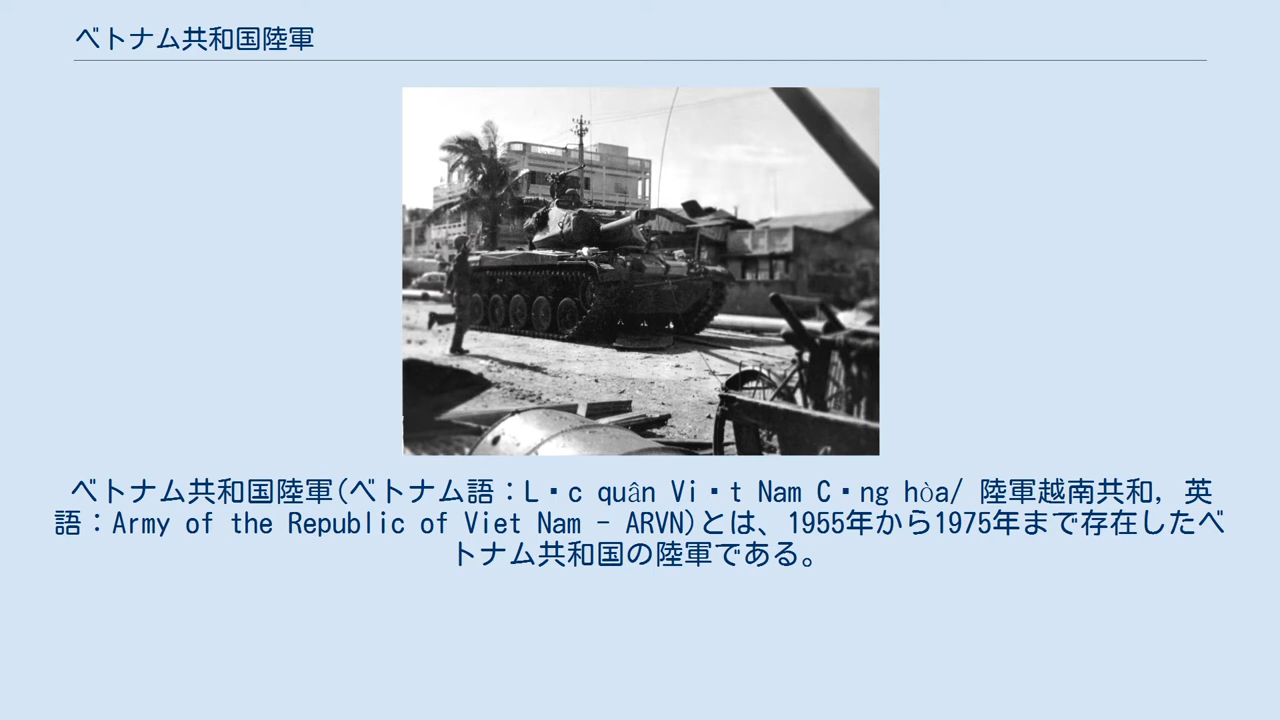 ベトナム共和国陸軍
ベトナム共和国陸軍(ベトナム語：L・c quân Vi・t Nam C・ng hòa/ 陸軍越南共和, 英
語：Army of the Republic of Viet Nam - ARVN)とは、1955年から1975年まで存在したベ
トナム共和国の陸軍である。